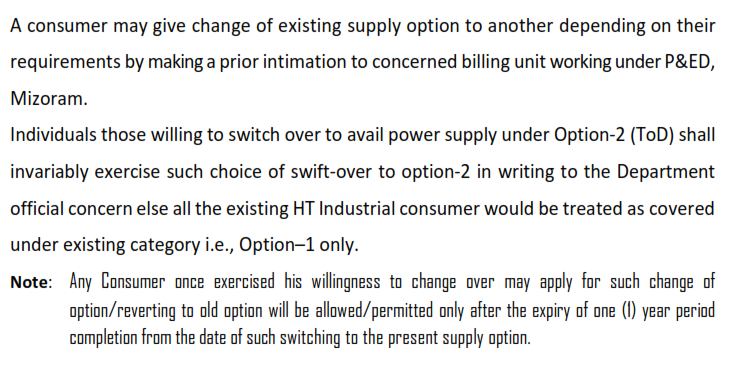 A consumer may give change of existing supply option to another depending on their
requirements by making a prior intimation to concerned billing unit working under P&ED,
Mizoram.
Individuals those willing to switch over to avail power supply under Option-2 (ToD) shall
invariably exercise such choice of swift-over to option-2 in writing to the Department
official concern else all the existing HT Industrial consumer would be treated as covered
under existing category i.e., Option–1 only.
Note: Any Consumer once exercised his willingness to change over may apply for such change of
option/reverting to old option will be allowed/permitted only after the expiry of one (1) year period
completion from the date of such switching to the present supply option.